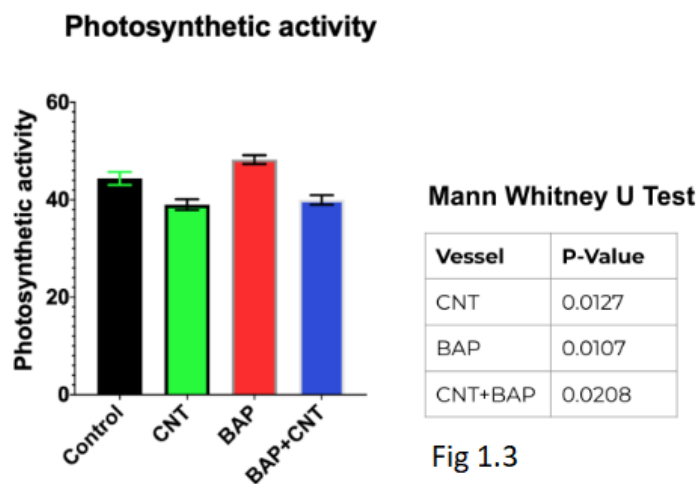 Photosynthetic activity
Photosynthetic activity
60
40
20
0
Control
CNT
BAP
BAP+CNT
Mann Whitney U Test
Vessel P-Value
CNT 0.0127
BAP 0.0107
CNT+BAP 0.0208
Fig 1.3